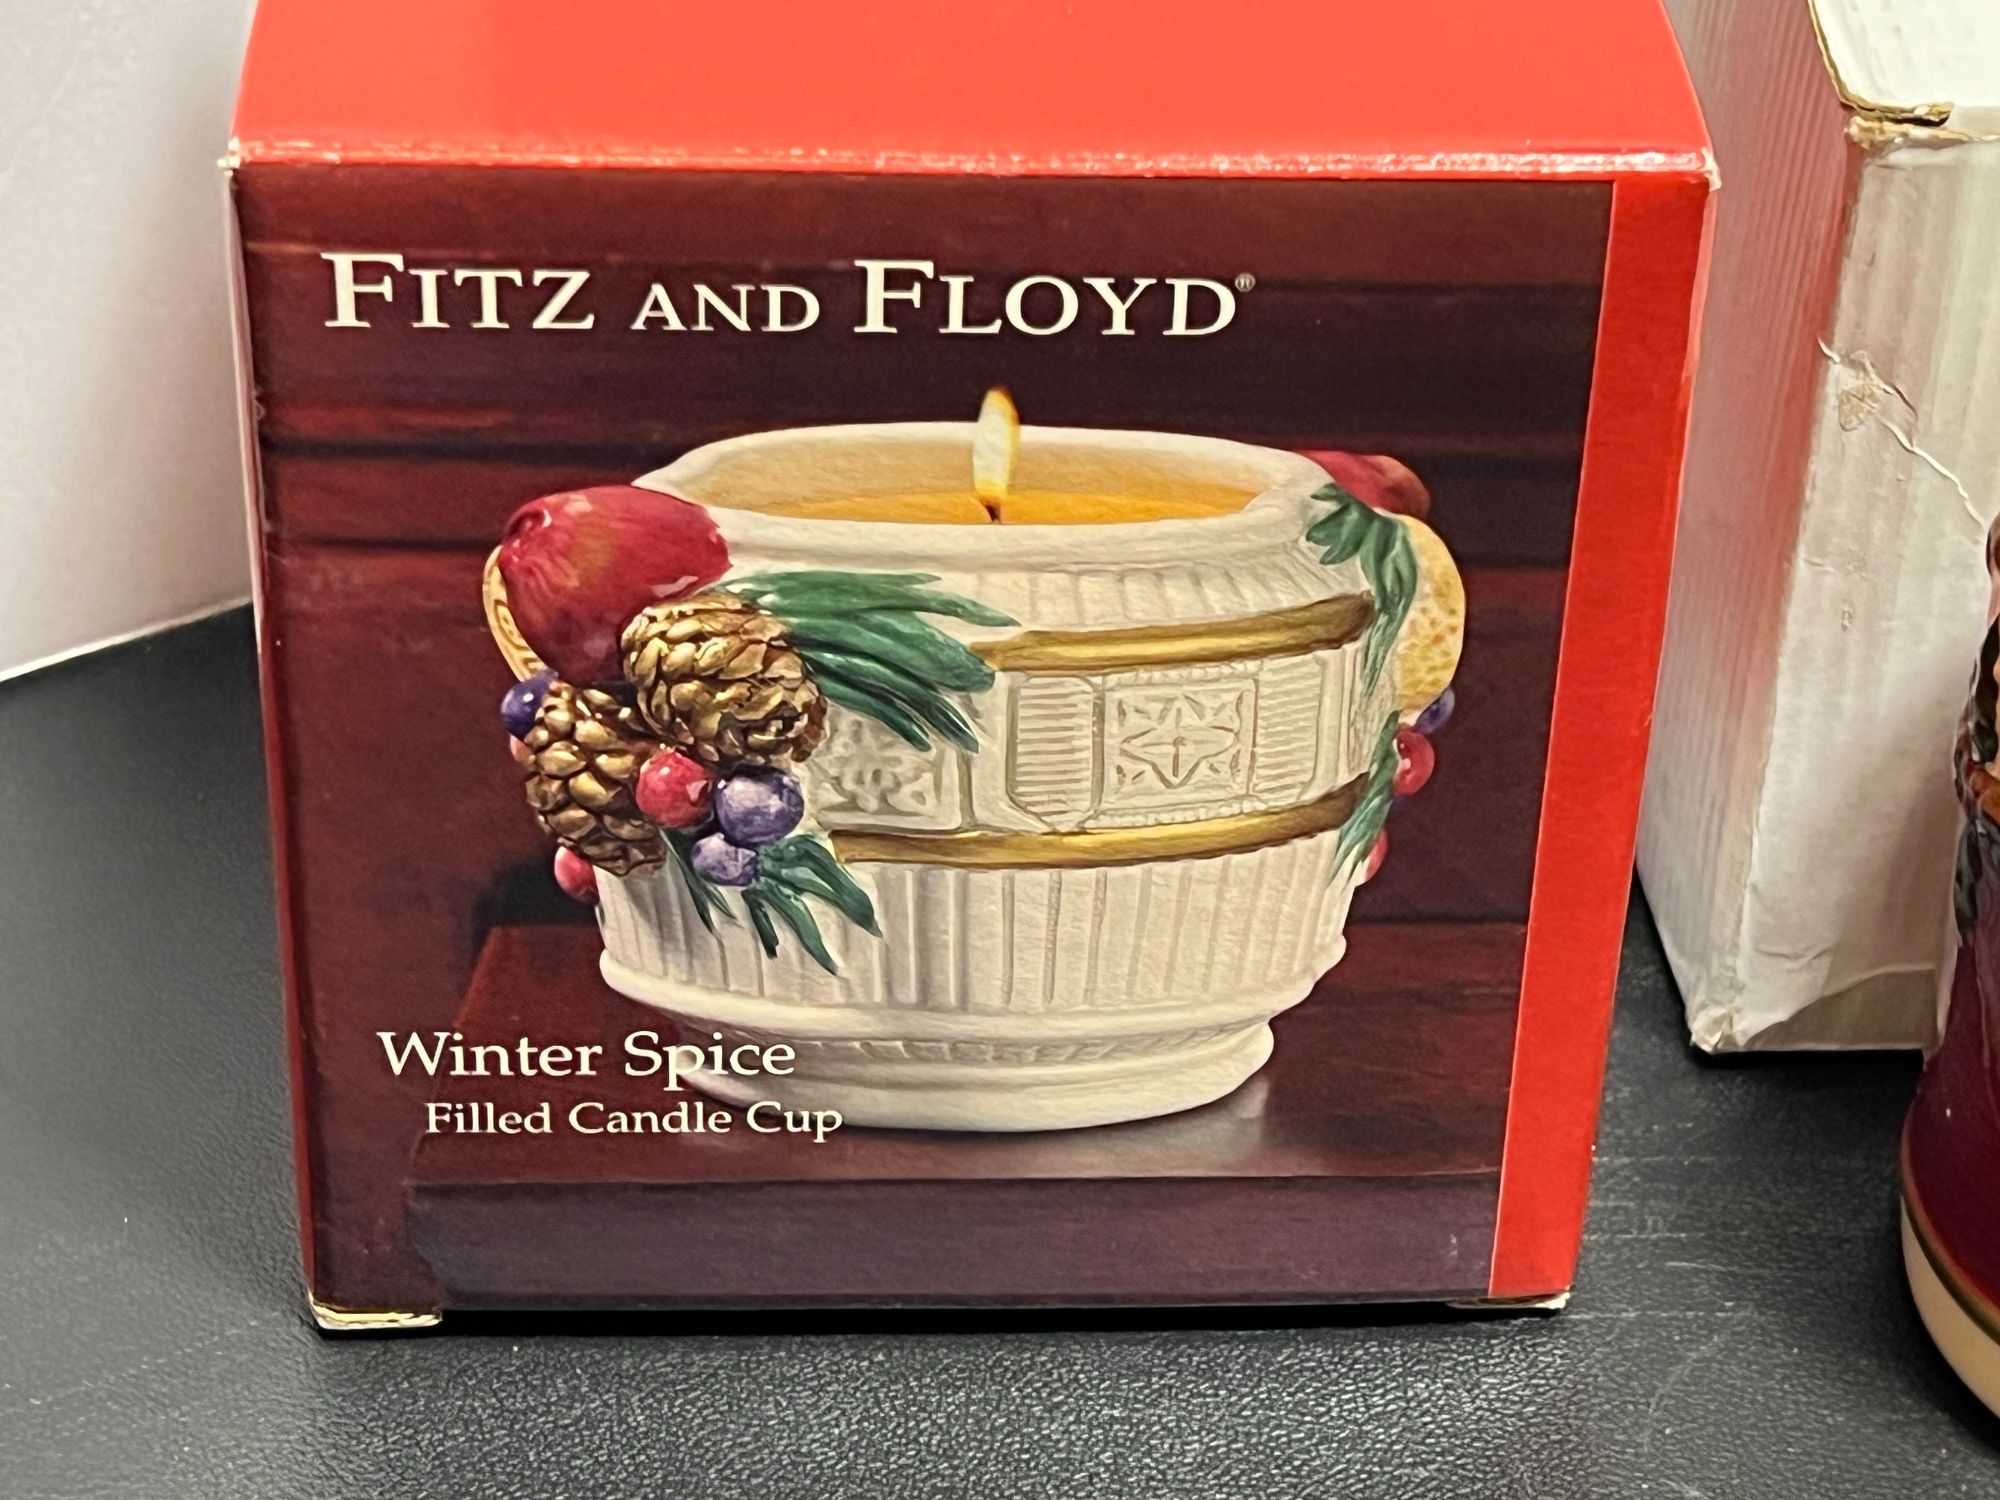 FITZ AND FLOYD®
Winter Spice
Filled Candle Cup